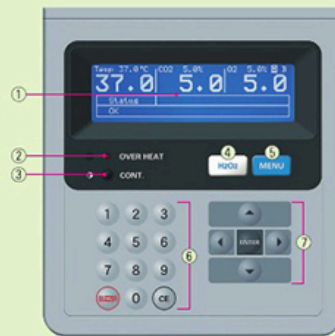 Temp 37.0°C CO2 5.0% O2 5.0%
37.0 5.0 5.0
Status
OK
①
② OVER HEAT
③ CONT.
④ H2O2
⑤ MENU
1 2 3
4 5 6
7 8 9
0 CE
⑥
ENTER
⑦